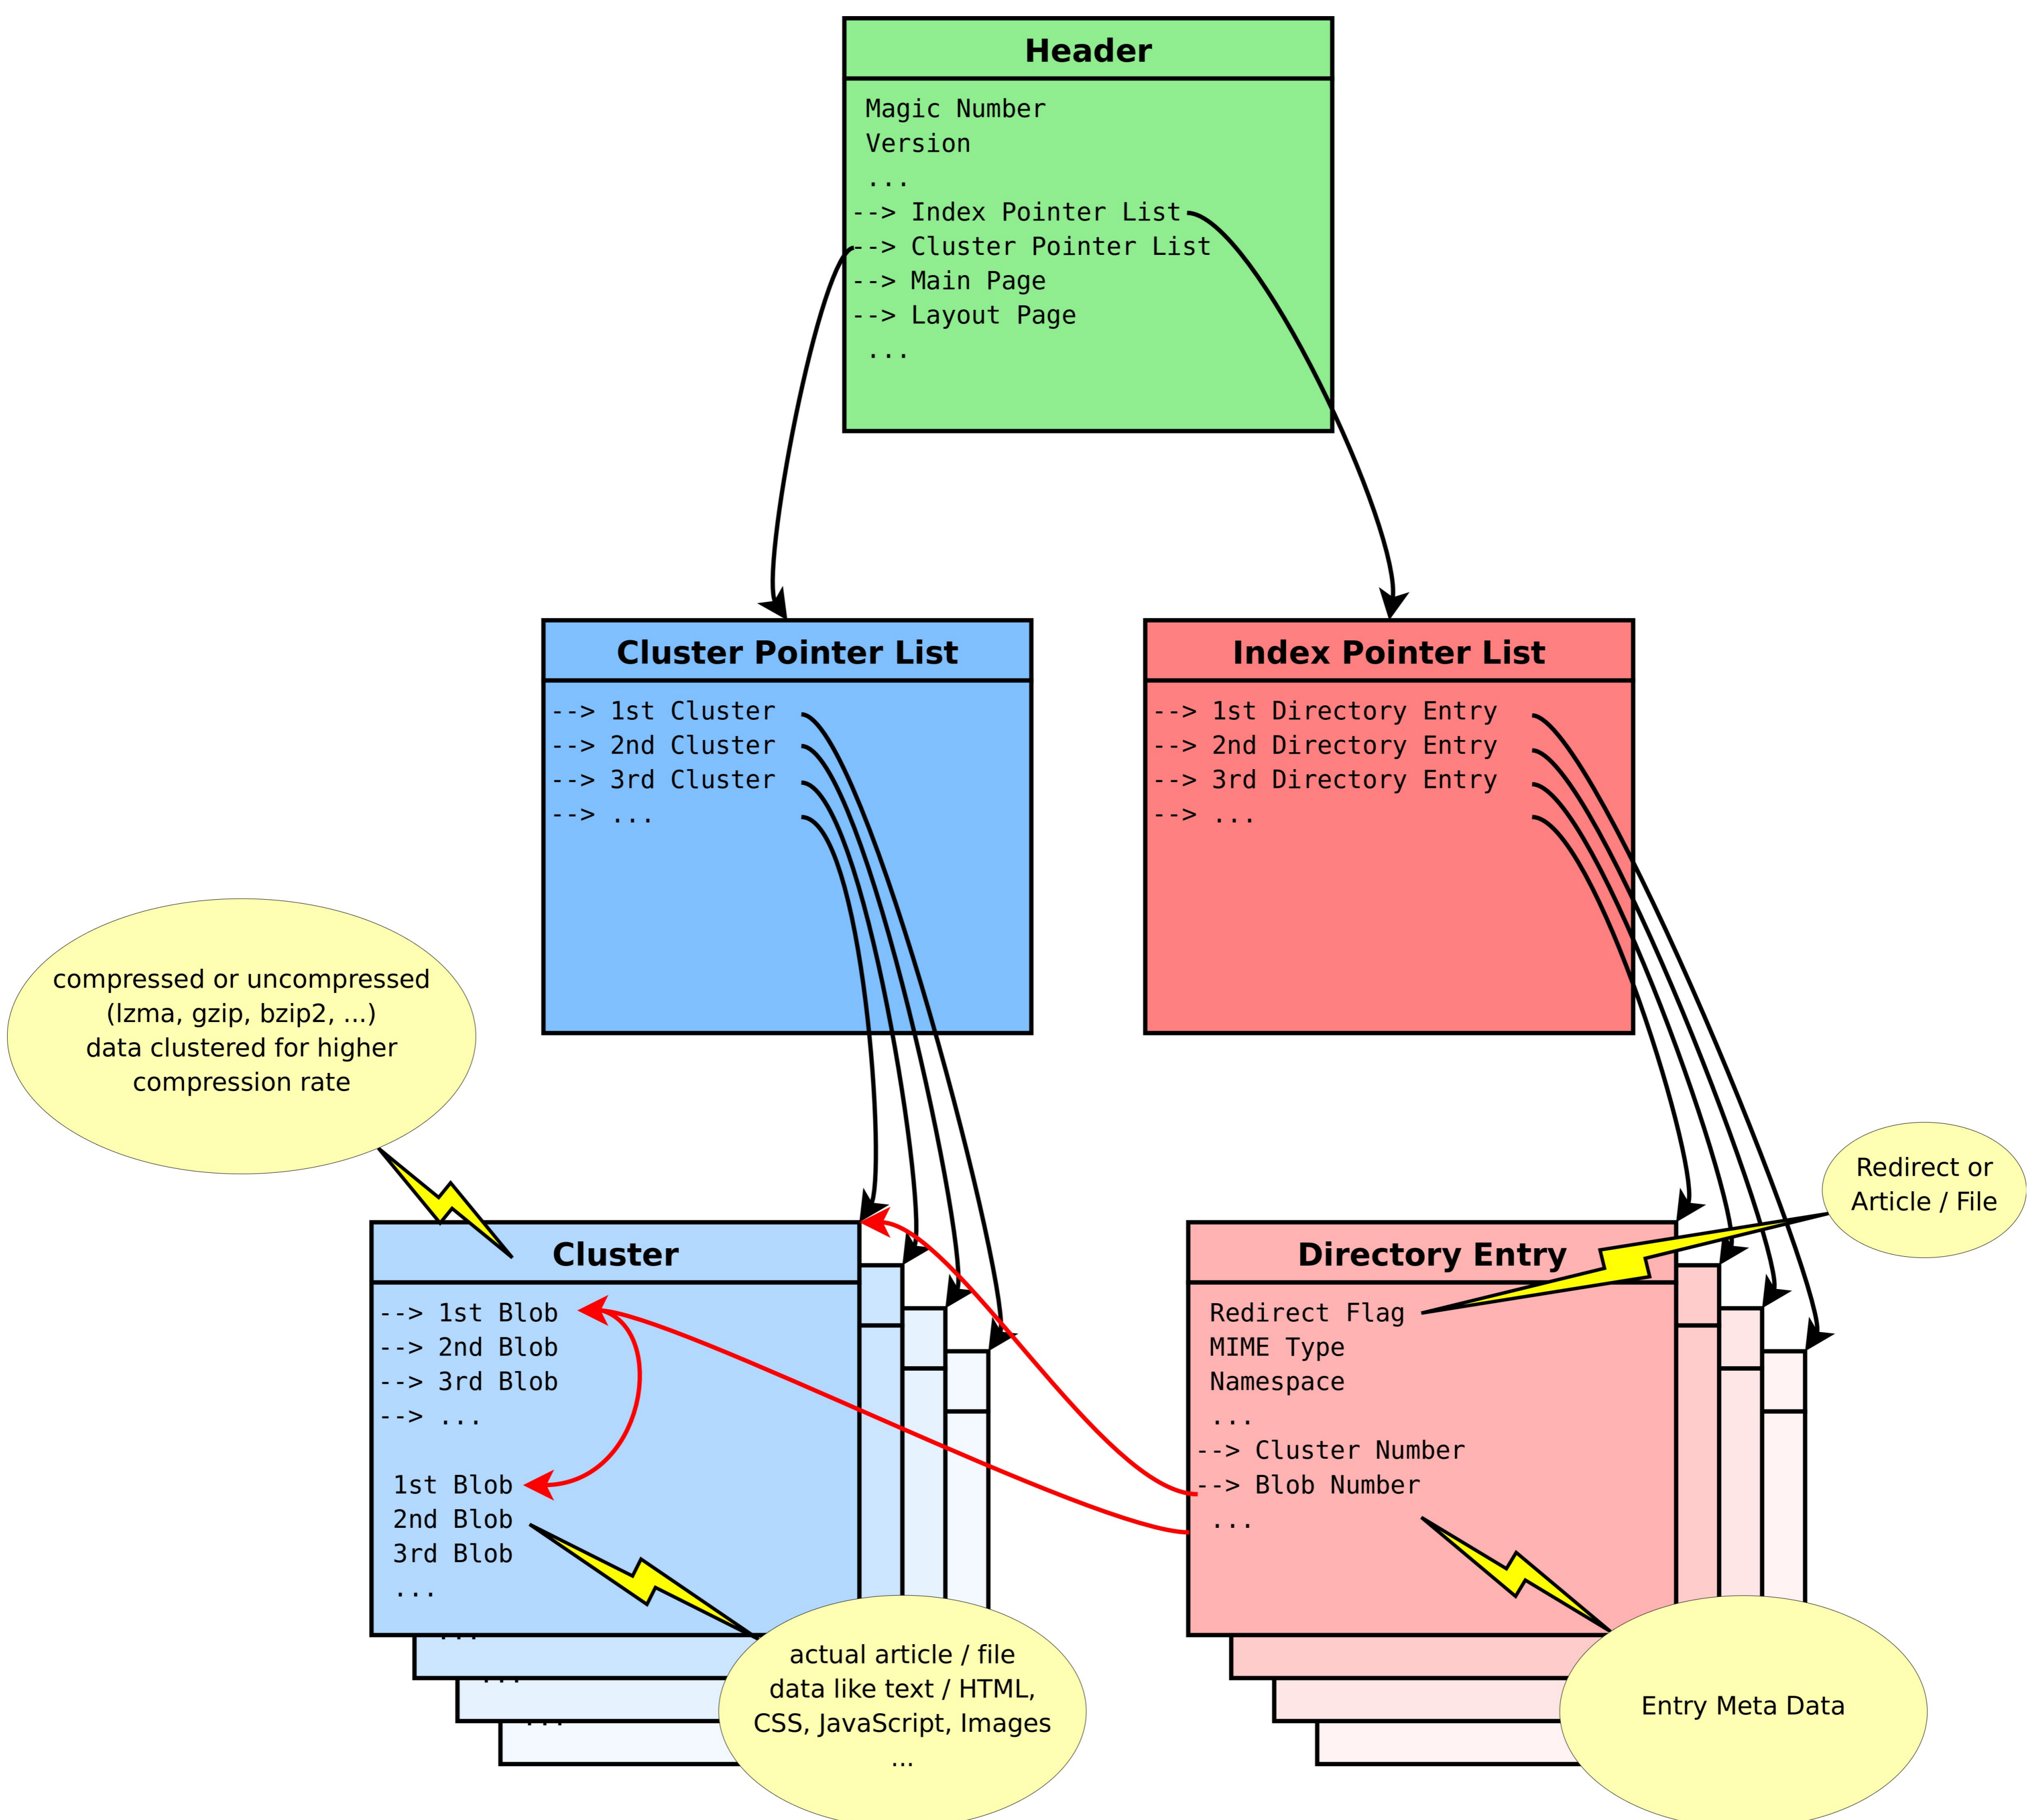 Header
Magic Number
Version
...
--> Index Pointer List
--> Cluster Pointer List
--> Main Page
--> Layout Page
...
Cluster Pointer List
--> 1st Cluster
--> 2nd Cluster
--> 3rd Cluster
--> ...
Index Pointer List
--> 1st Directory Entry
--> 2nd Directory Entry
--> 3rd Directory Entry
--> ...
compressed or uncompressed
(lzma, gzip, bzip2, ...)
data clustered for higher
compression rate
Redirect or
Article / File
Cluster
--> 1st Blob
--> 2nd Blob
--> 3rd Blob
--> ...
1st Blob
2nd Blob
3rd Blob
...
...
...
...
Directory Entry
Redirect Flag
MIME Type
Namespace
...
--> Cluster Number
--> Blob Number
...
actual article / file
data like text / HTML,
CSS, JavaScript, Images
...
Entry Meta Data